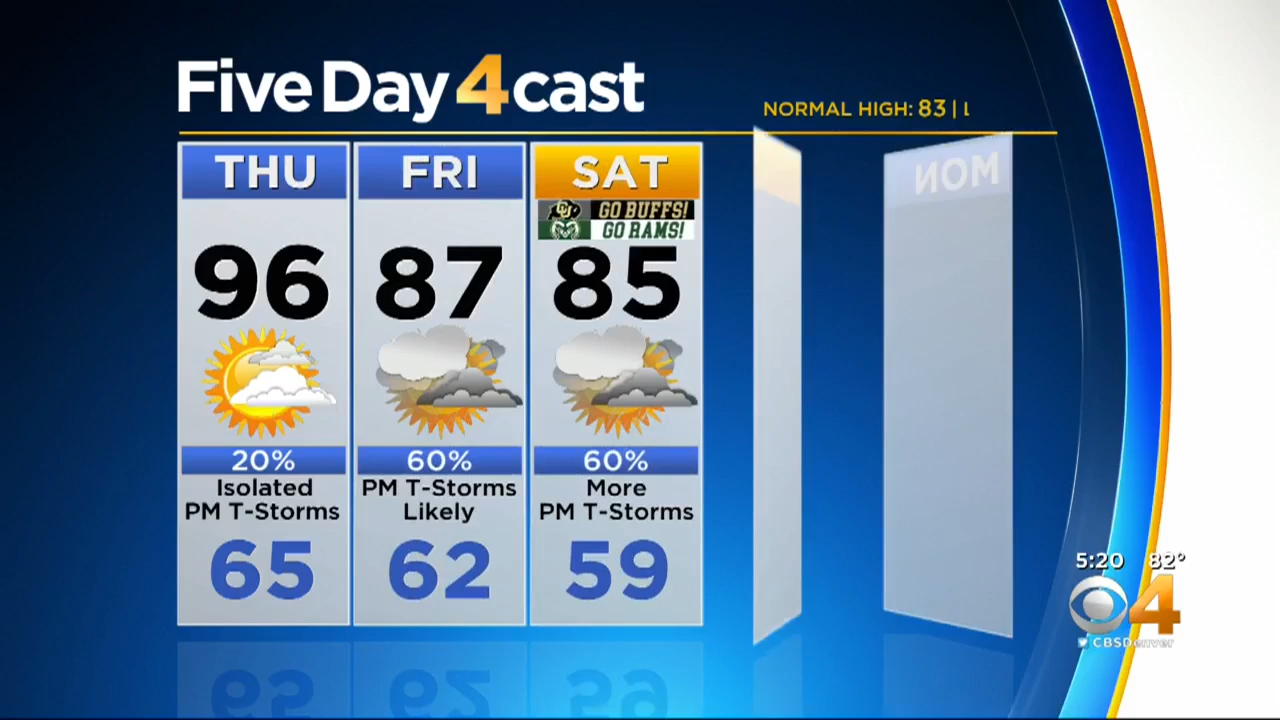 Five Day 4cast
NORMAL HIGH: 83 |
THU
FRI
SAT
MON
GO BUFFS!
GO RAMS!
96
87
85
20%
60%
60%
Isolated
PM T-Storms
PM T-Storms
Likely
More
PM T-Storms
65
62
59
5:20 82°
4
CBSDenver